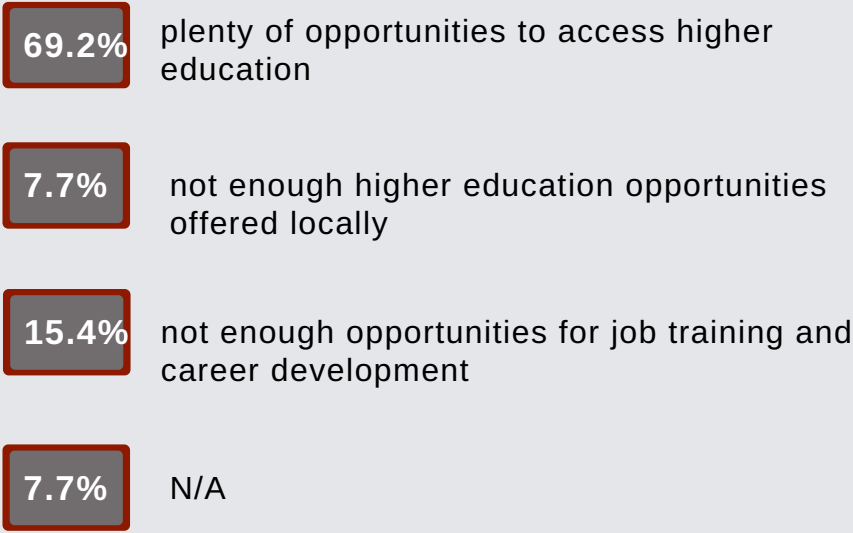 69.2%
plenty of opportunities to access higher
education
7.7%
not enough higher education opportunities
offered locally
15.4%
not enough opportunities for job training and
career development
7.7%
N/A